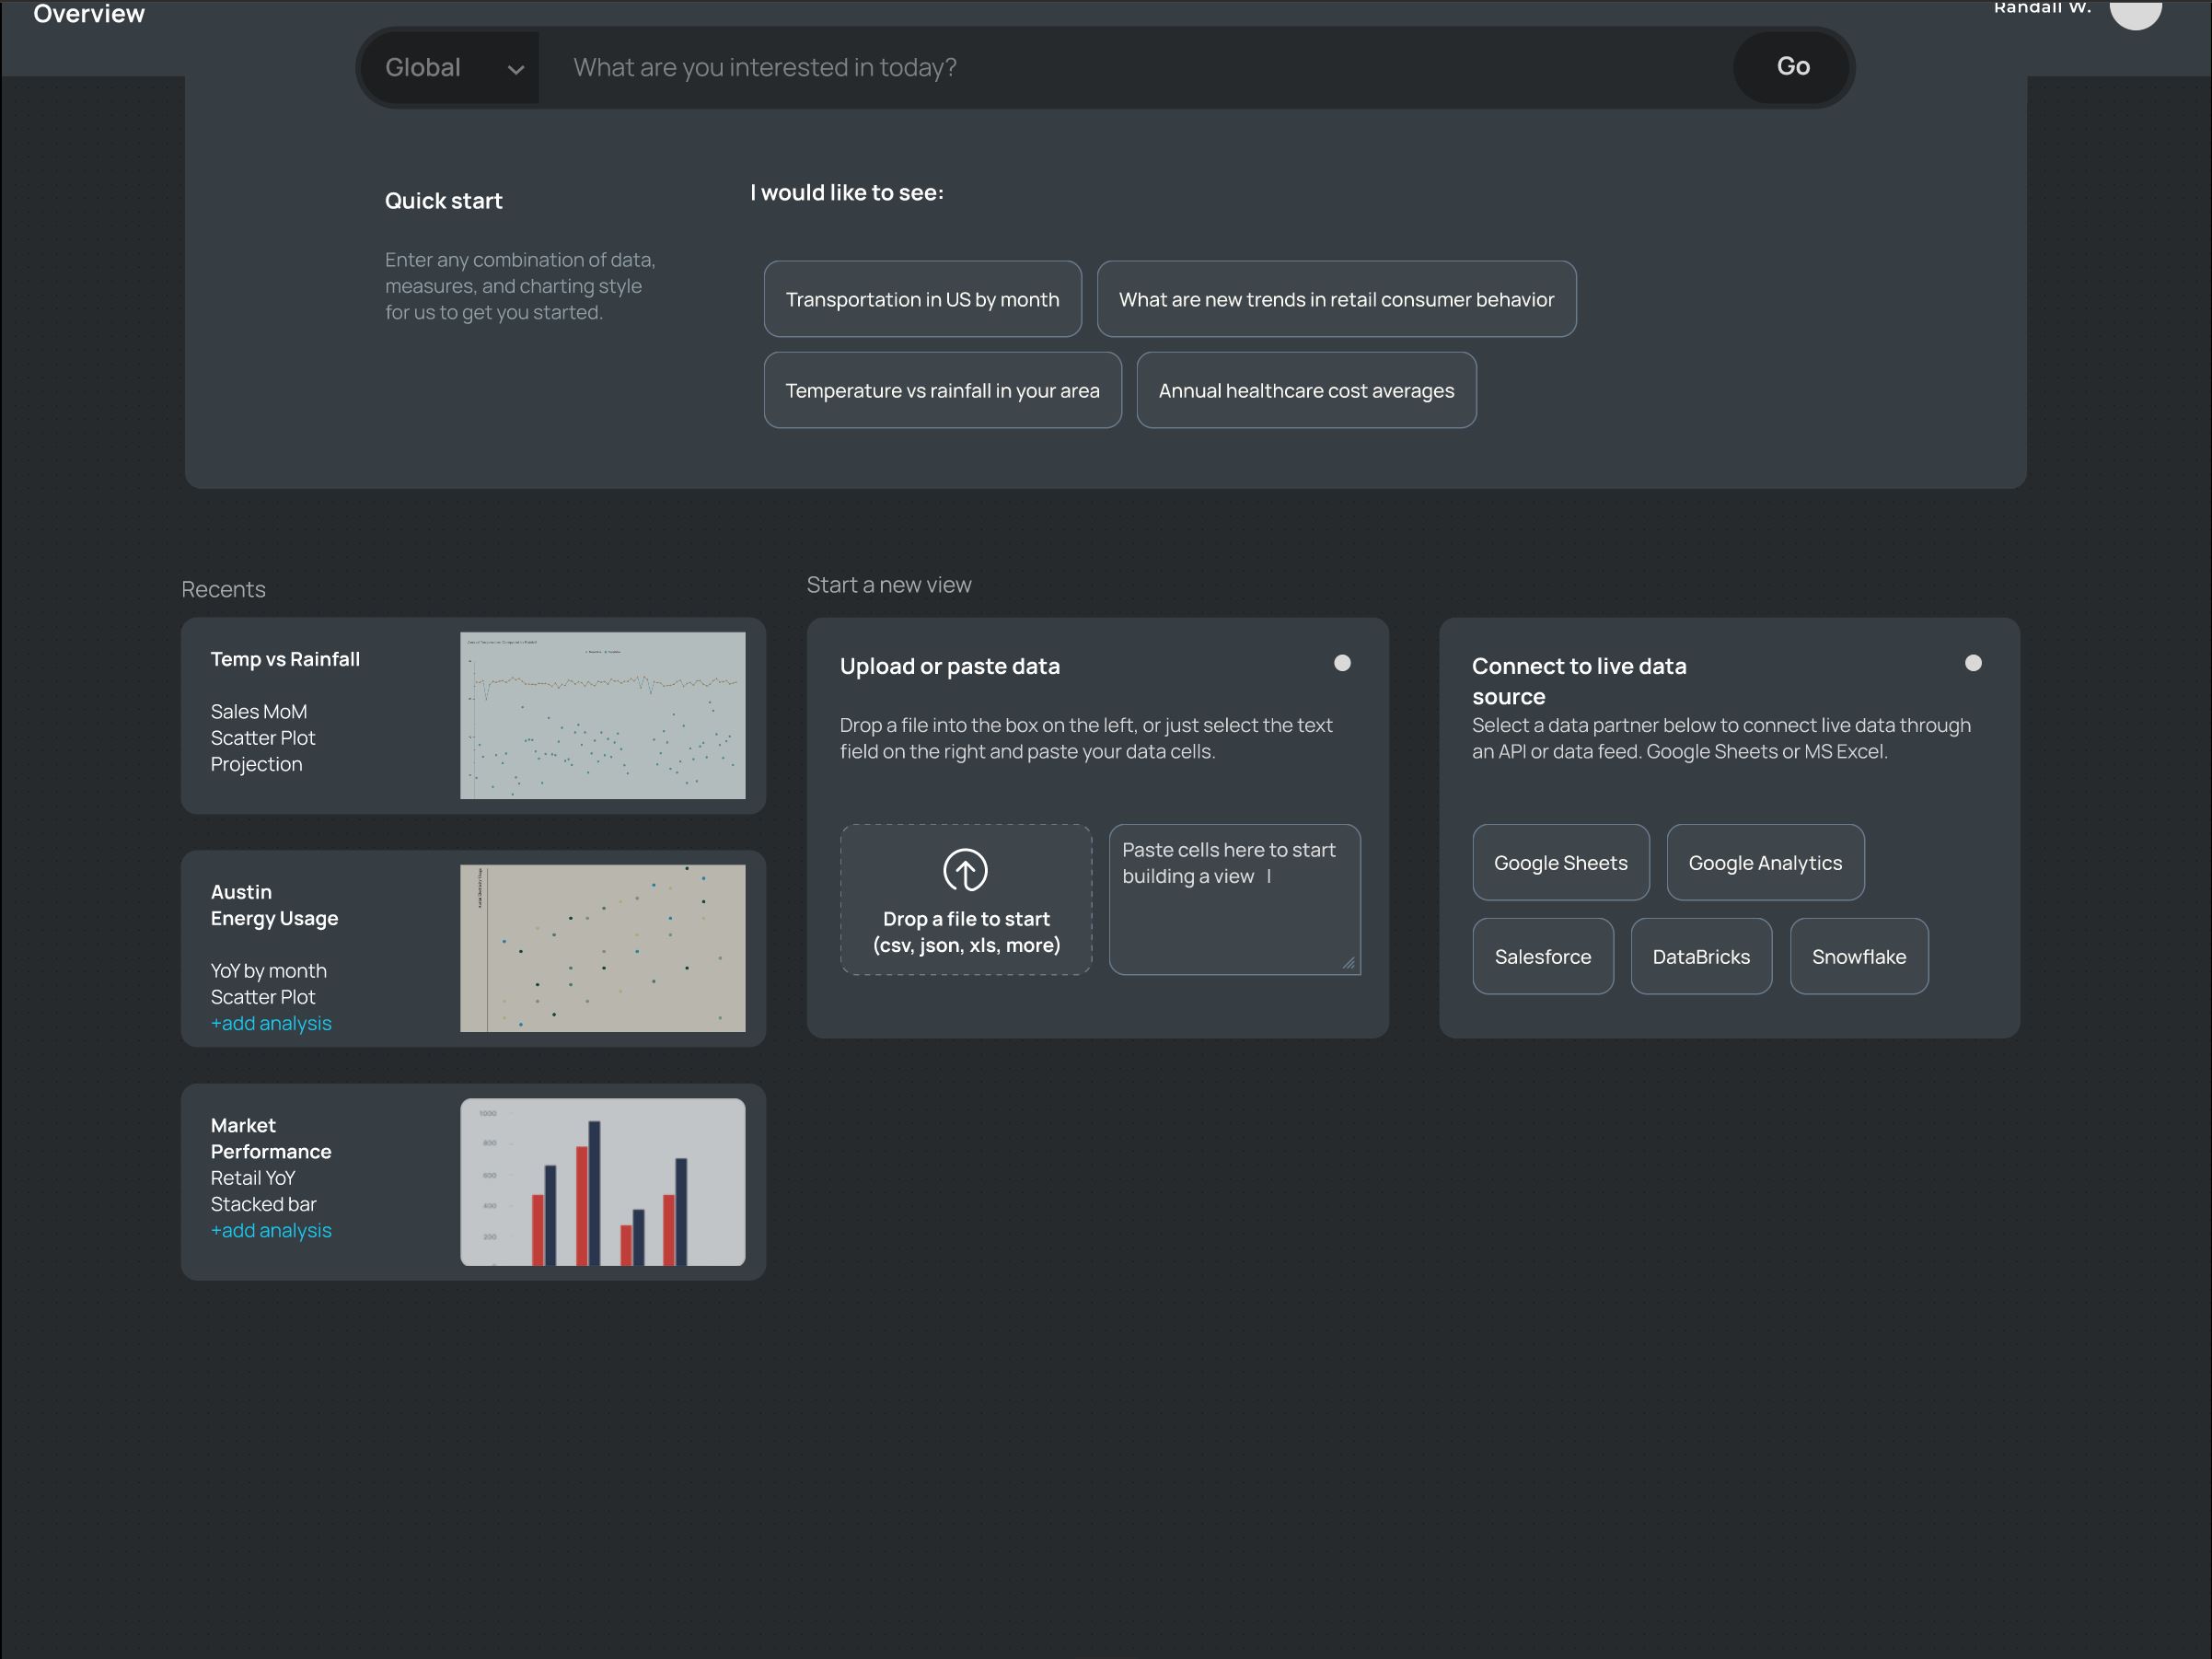 Overview
Randall W.
Global
What are you interested in today?
Go
Quick start
Enter any combination of data,
measures, and charting style
for us to get you started.
I would like to see:
Transportation in US by month
What are new trends in retail consumer behavior
Temperature vs rainfall in your area
Annual healthcare cost averages
Recents
Temp vs Rainfall
Sales MoM
Scatter Plot
Projection
Austin
Energy Usage
YoY by month
Scatter Plot
+add analysis
Market
Performance
Retail YoY
Stacked bar
+add analysis
1000
800
600
400
200
Start a new view
Upload or paste data
Drop a file into the box on the left, or just select the text
field on the right and paste your data cells.
Drop a file to start
(csv, json, xls, more)
Paste cells here to start
building a view
Connect to live data
source
Select a data partner below to connect live data through
an API or data feed. Google Sheets or MS Excel.
Google Sheets
Google Analytics
Salesforce
DataBricks
Snowflake